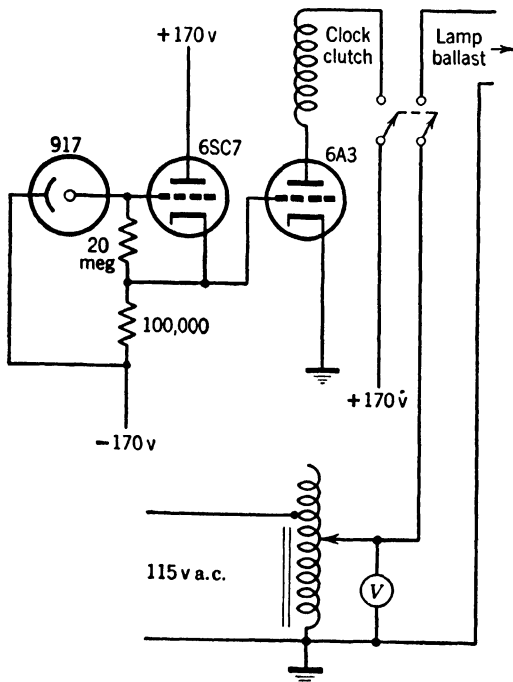 Clock
clutch
Lamp
ballast
+170 v
917
6SC7
6A3
20
meg
100,000
+170 v
−170 v
115 v a.c.
V